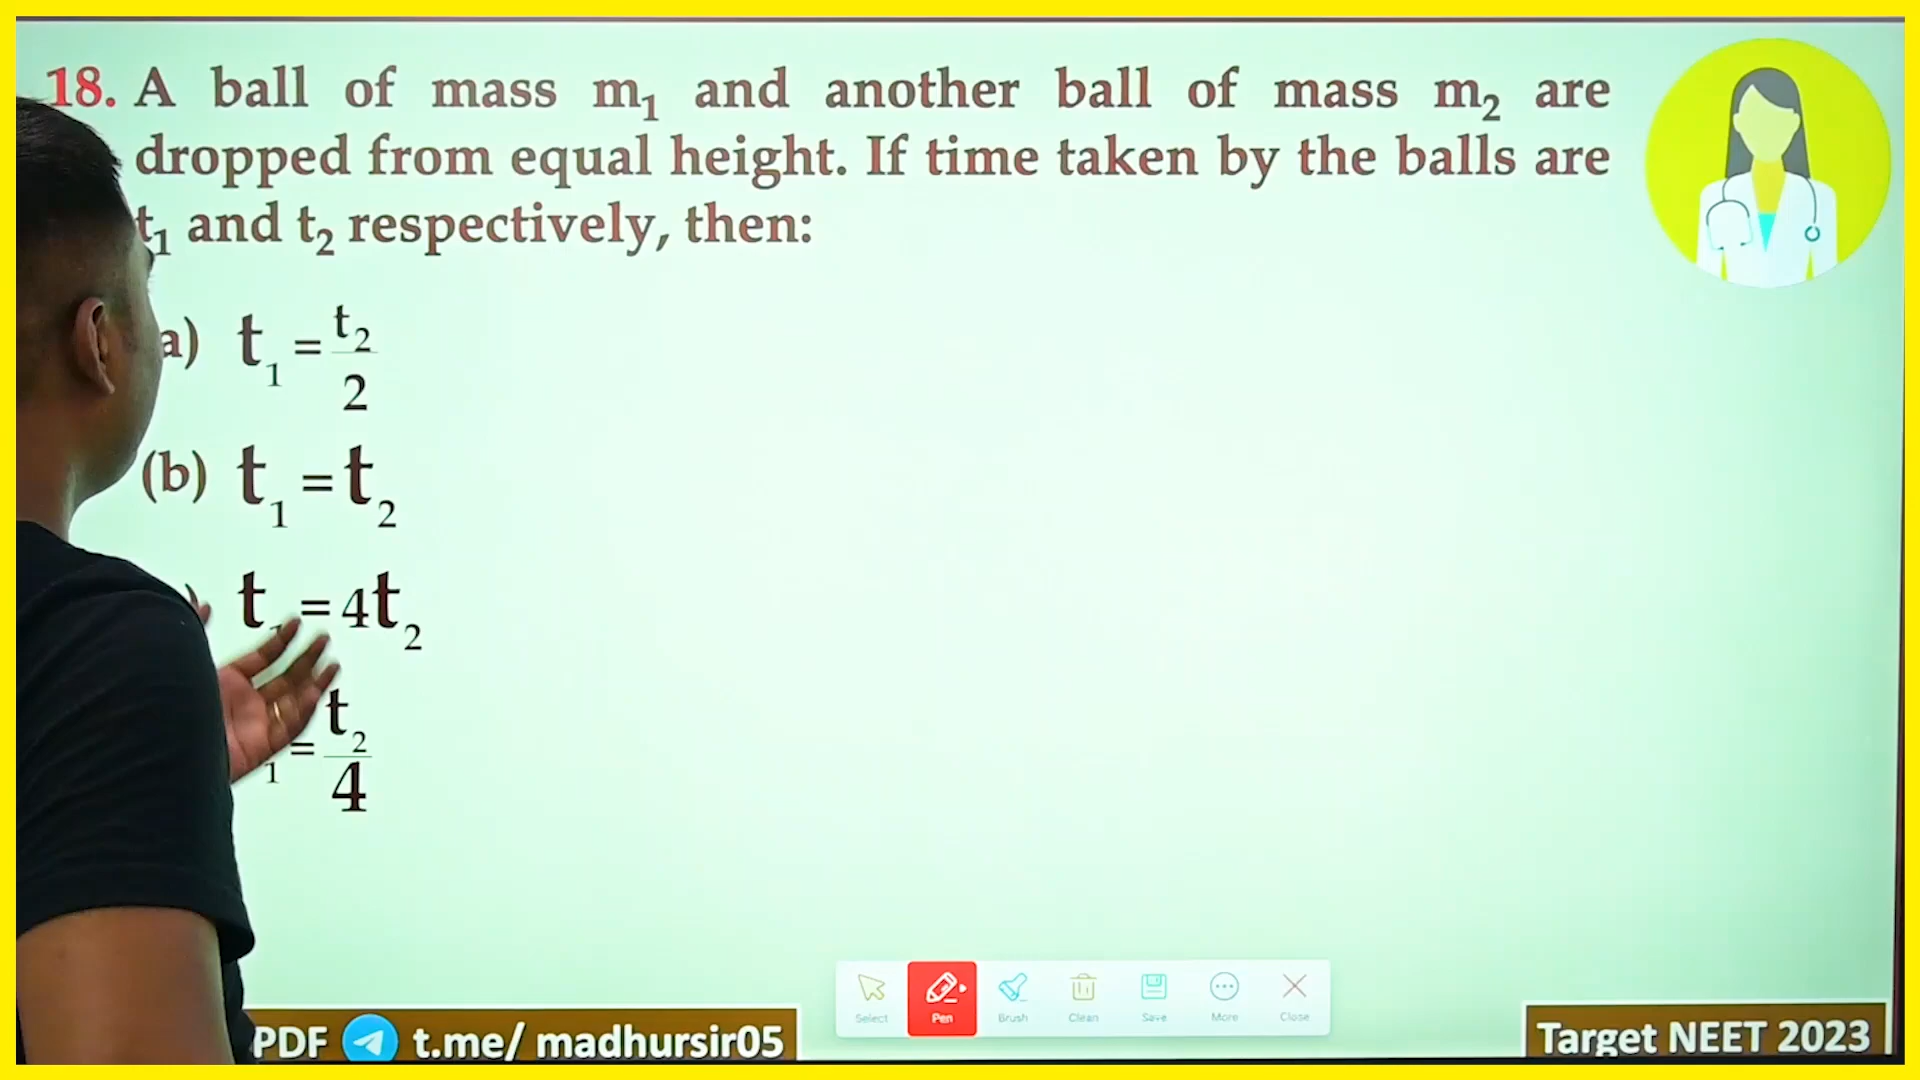 18. A ball of mass m₁ and another ball of mass m₂ are
dropped from equal height. If time taken by the balls are
t₁ and t₂ respectively, then:
a) t₁ = t₂/2
(b) t₁ = t₂
) t₁ = 4t₂
₁ = t₂/4
Select Pen Brush Clean Save More Close
PDF t.me/ madhursir05
Target NEET 2023